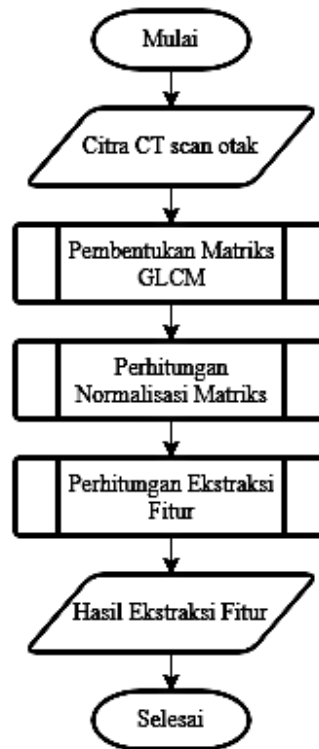 Mulai
Citra CT scan otak
Pembentukan Matriks
GLCM
Perhitungan
Normalisasi Matriks
Perhitungan Ekstraksi
Fitur
Hasil Ekstraksi Fitur
Selesai